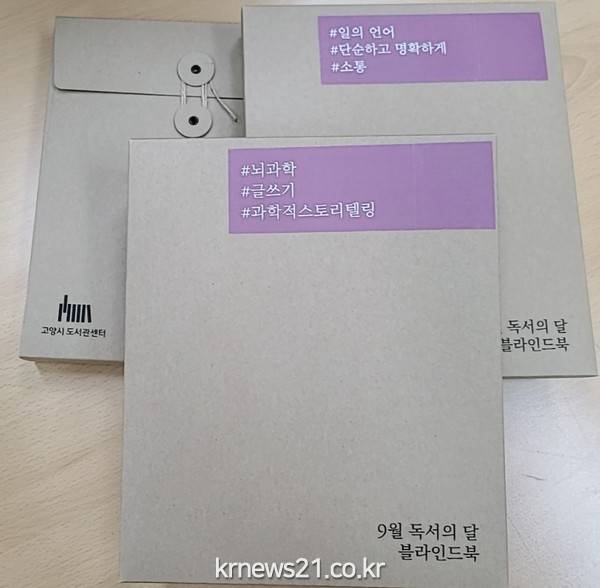 #일의 언어
#단순하고 명확하게
#소통
#뇌과학
#글쓰기
#과학적스토리텔링
고양시 도서관센터
독서의 달
블라인드북
9월 독서의 달
블라인드북
krnews21.co.kr